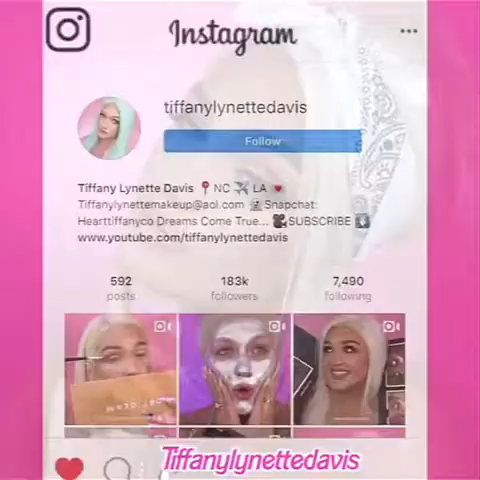 Instagram
tiffanylynettedavis
Follow
Tiffany Lynette Davis 📍NC ✈️ LA 💌
Tiffanylynettemakeup@aol.com 👻Snapchat:
Hearttiffanyco Dreams Come True... 🎥SUBSCRIBE ⬇️
www.youtube.com/tiffanylynettedavis
592 183k 7,490
posts followers following
Tiffanylynettedavis